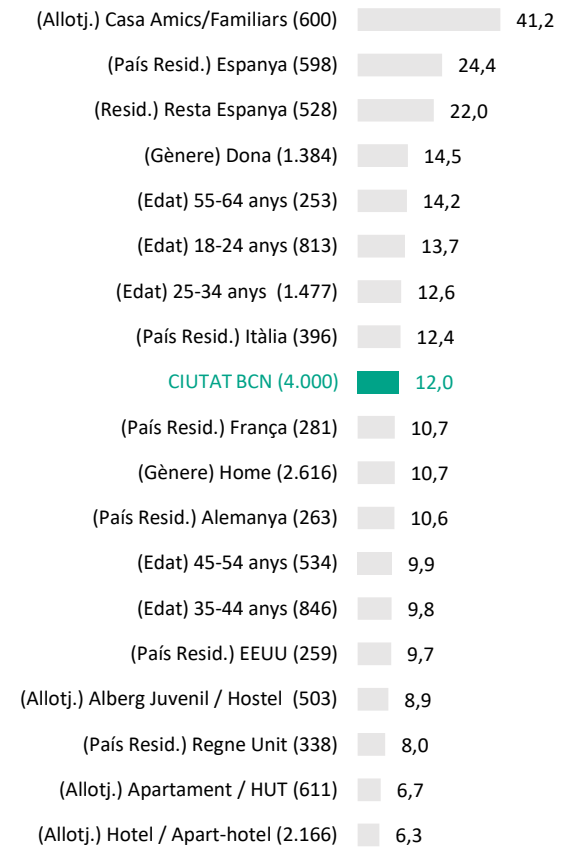 (Allotj.) Casa Amics/Familiars (600) 41,2
(País Resid.) Espanya (598) 24,4
(Resid.) Resta Espanya (528) 22,0
(Gènere) Dona (1.384) 14,5
(Edat) 55-64 anys (253) 14,2
(Edat) 18-24 anys (813) 13,7
(Edat) 25-34 anys (1.477) 12,6
(País Resid.) Itàlia (396) 12,4
CIUTAT BCN (4.000) 12,0
(País Resid.) França (281) 10,7
(Gènere) Home (2.616) 10,7
(País Resid.) Alemanya (263) 10,6
(Edat) 45-54 anys (534) 9,9
(Edat) 35-44 anys (846) 9,8
(País Resid.) EEUU (259) 9,7
(Allotj.) Alberg Juvenil / Hostel (503) 8,9
(País Resid.) Regne Unit (338) 8,0
(Allotj.) Apartament / HUT (611) 6,7
(Allotj.) Hotel / Apart-hotel (2.166) 6,3